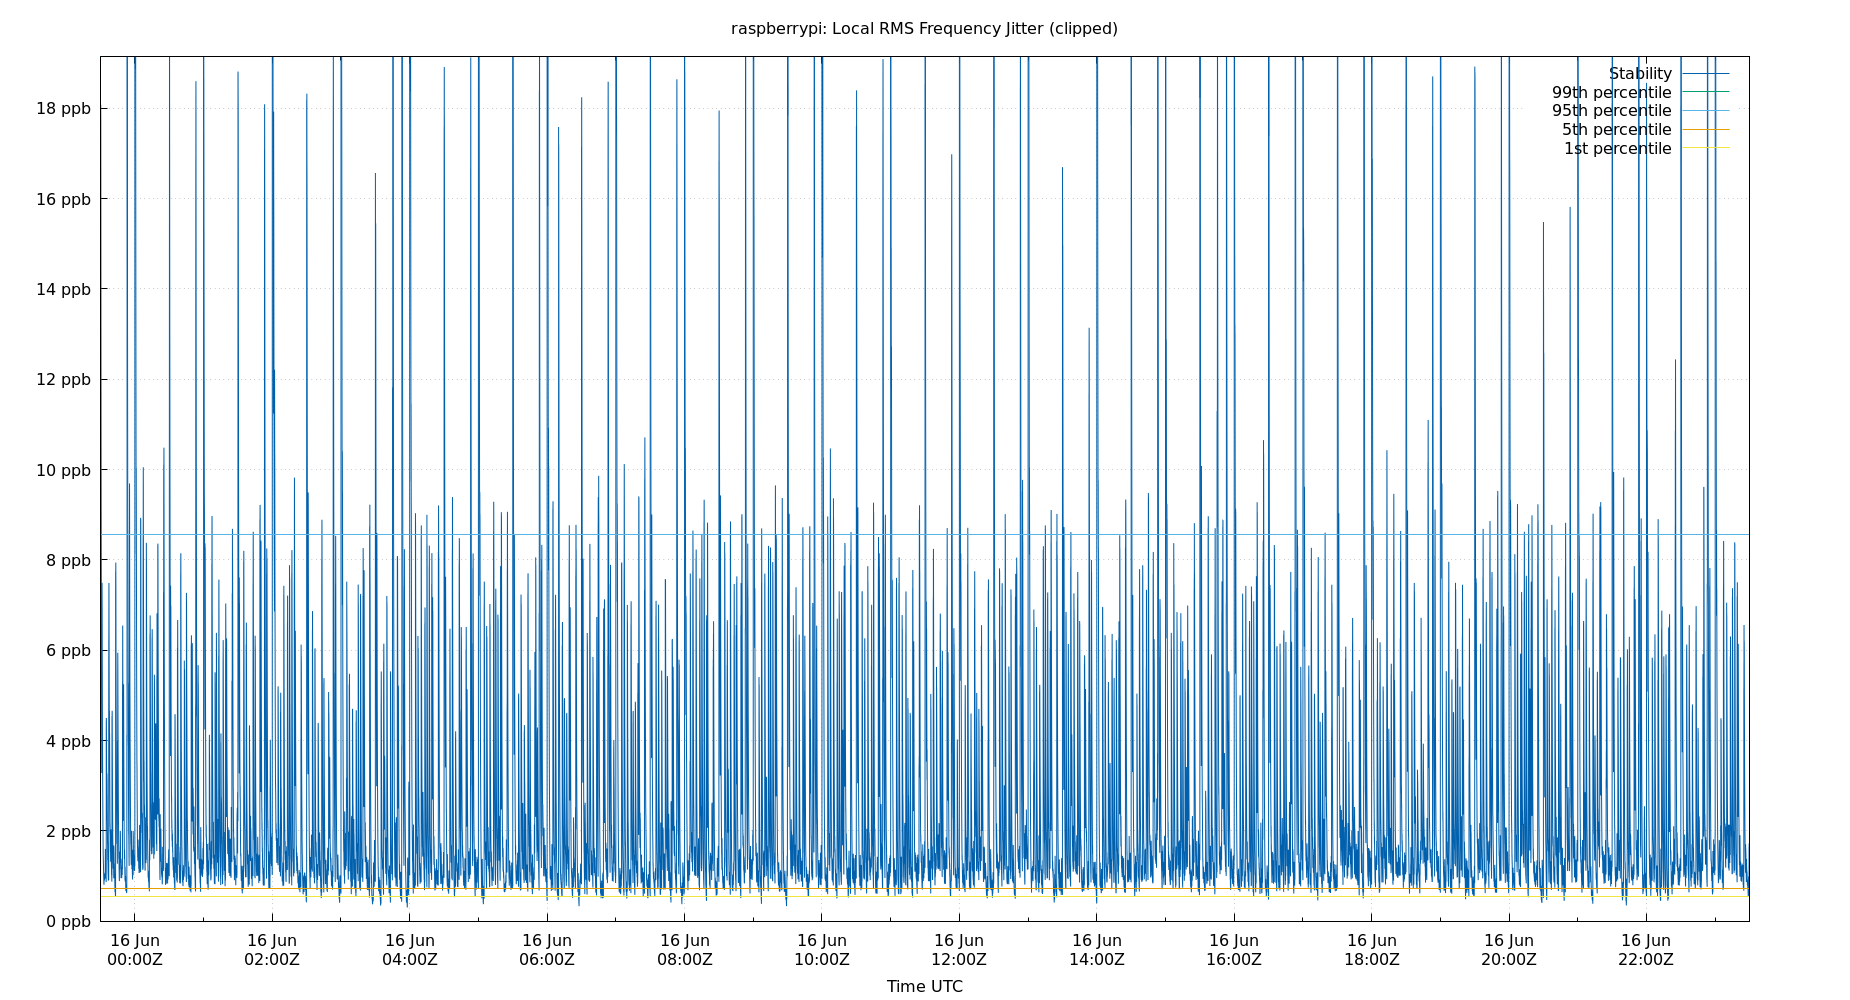 raspberrypi: Local RMS Frequency Jitter (clipped)
Stability
99th percentile
95th percentile
5th percentile
1st percentile
18 ppb
16 ppb
14 ppb
12 ppb
10 ppb
8 ppb
6 ppb
4 ppb
2 ppb
0 ppb
16 Jun 16 Jun 16 Jun 16 Jun 16 Jun 16 Jun 16 Jun 16 Jun 16 Jun 16 Jun 16 Jun 16 Jun
00:00Z 02:00Z 04:00Z 06:00Z 08:00Z 10:00Z 12:00Z 14:00Z 16:00Z 18:00Z 20:00Z 22:00Z
Time UTC